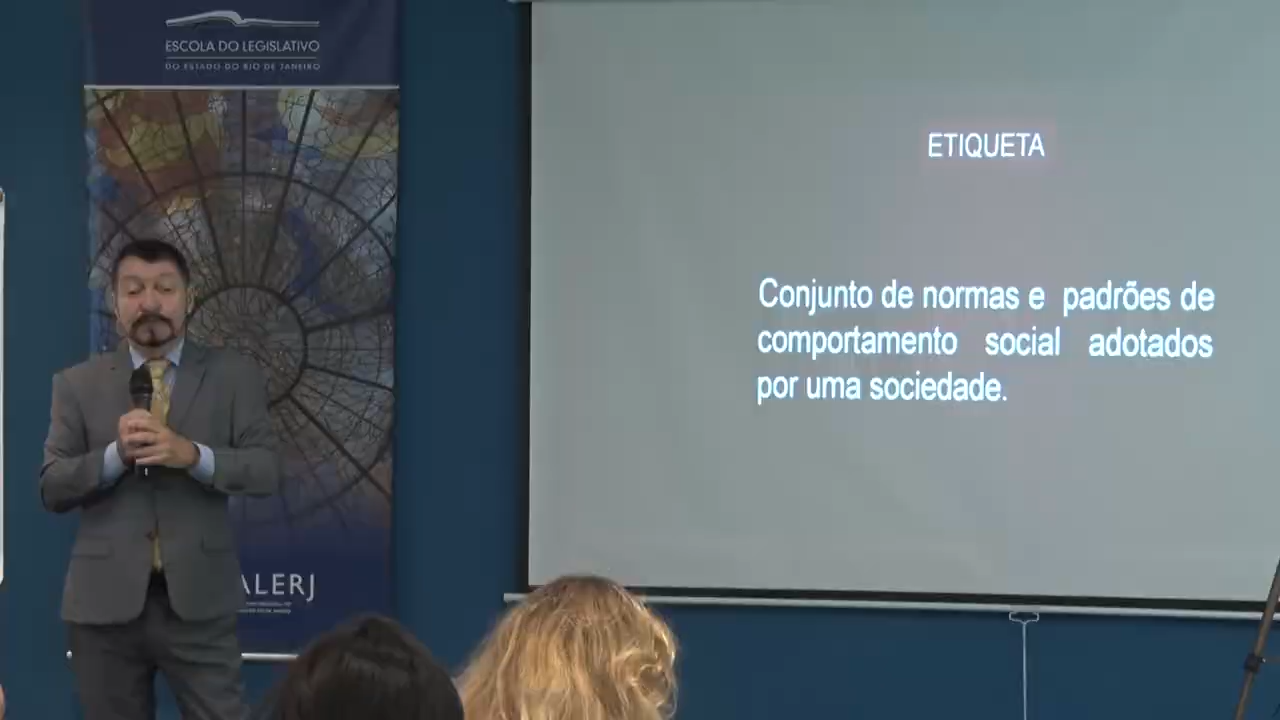 ESCOLA DO LEGISLATIVO
DO ESTADO DO RIO DE JANEIRO
ETIQUETA
Conjunto de normas e padrões de
comportamento social adotados
por uma sociedade.
ALERJ